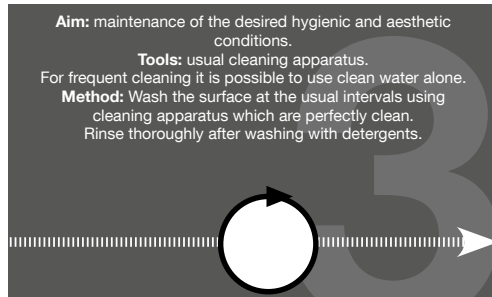 Aim: maintenance of the desired hygienic and aesthetic
conditions.
Tools: usual cleaning apparatus.
For frequent cleaning it is possible to use clean water alone.
Method: Wash the surface at the usual intervals using
cleaning apparatus which are perfectly clean.
Rinse thoroughly after washing with detergents.
3